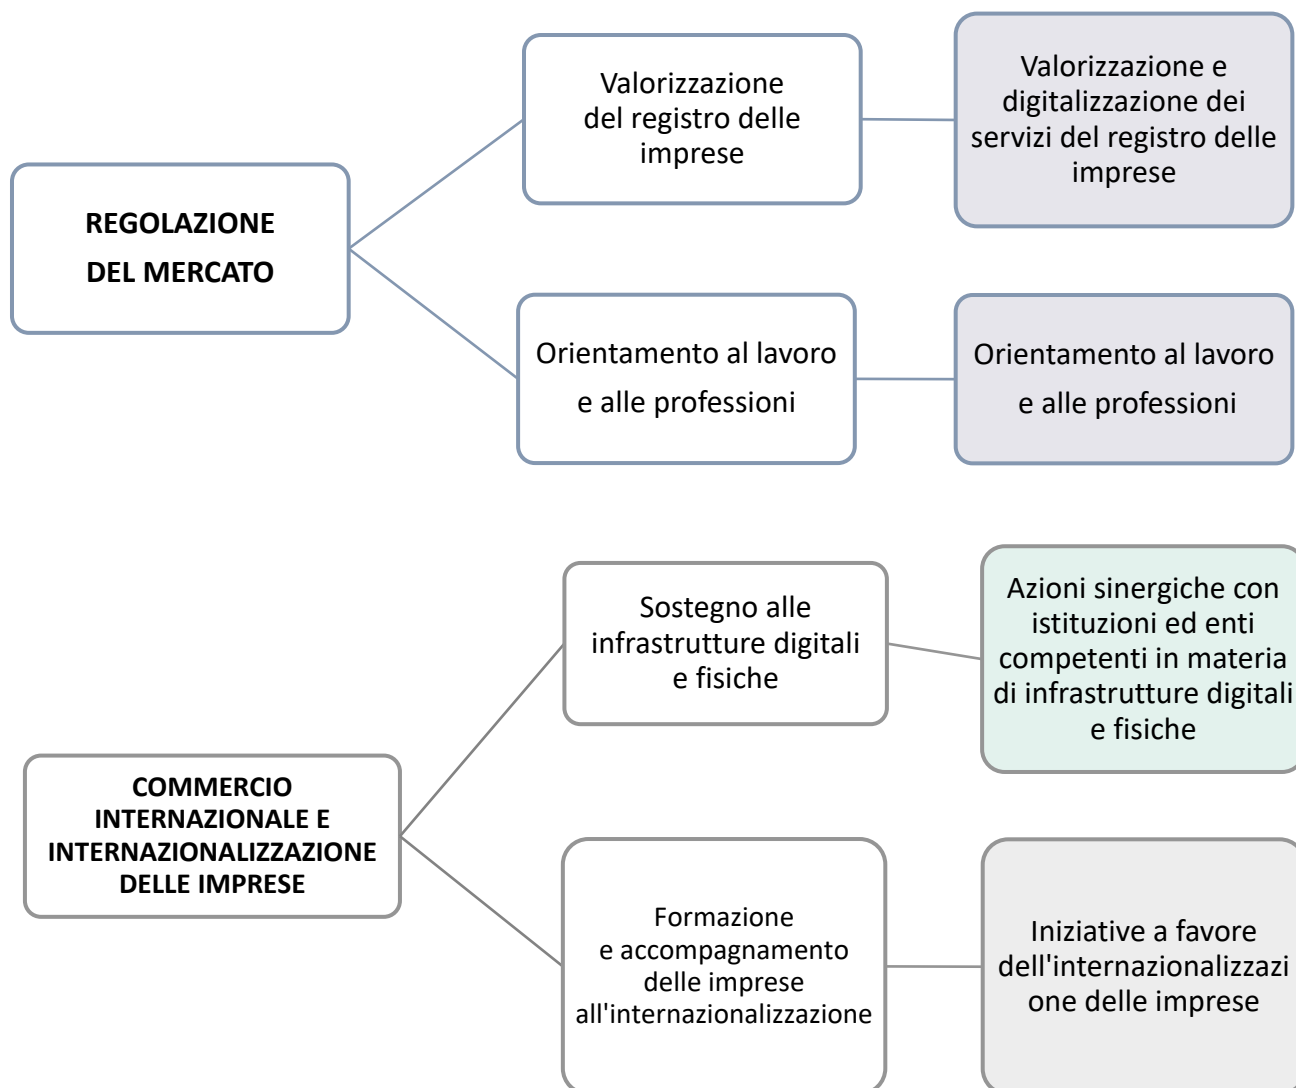 REGOLAZIONE
DEL MERCATO
Valorizzazione
del registro delle
imprese
Valorizzazione e
digitalizzazione dei
servizi del registro delle
imprese
Orientamento al lavoro
e alle professioni
Orientamento al lavoro
e alle professioni
COMMERCIO
INTERNAZIONALE E
INTERNAZIONALIZZAZIONE
DELLE IMPRESE
Sostegno alle
infrastrutture digitali
e fisiche
Azioni sinergiche con
istituzioni ed enti
competenti in materia
di infrastrutture digitali
e fisiche
Formazione
e accompagnamento
delle imprese
all'internazionalizzazione
Iniziative a favore
dell'internazionalizzazi
one delle imprese